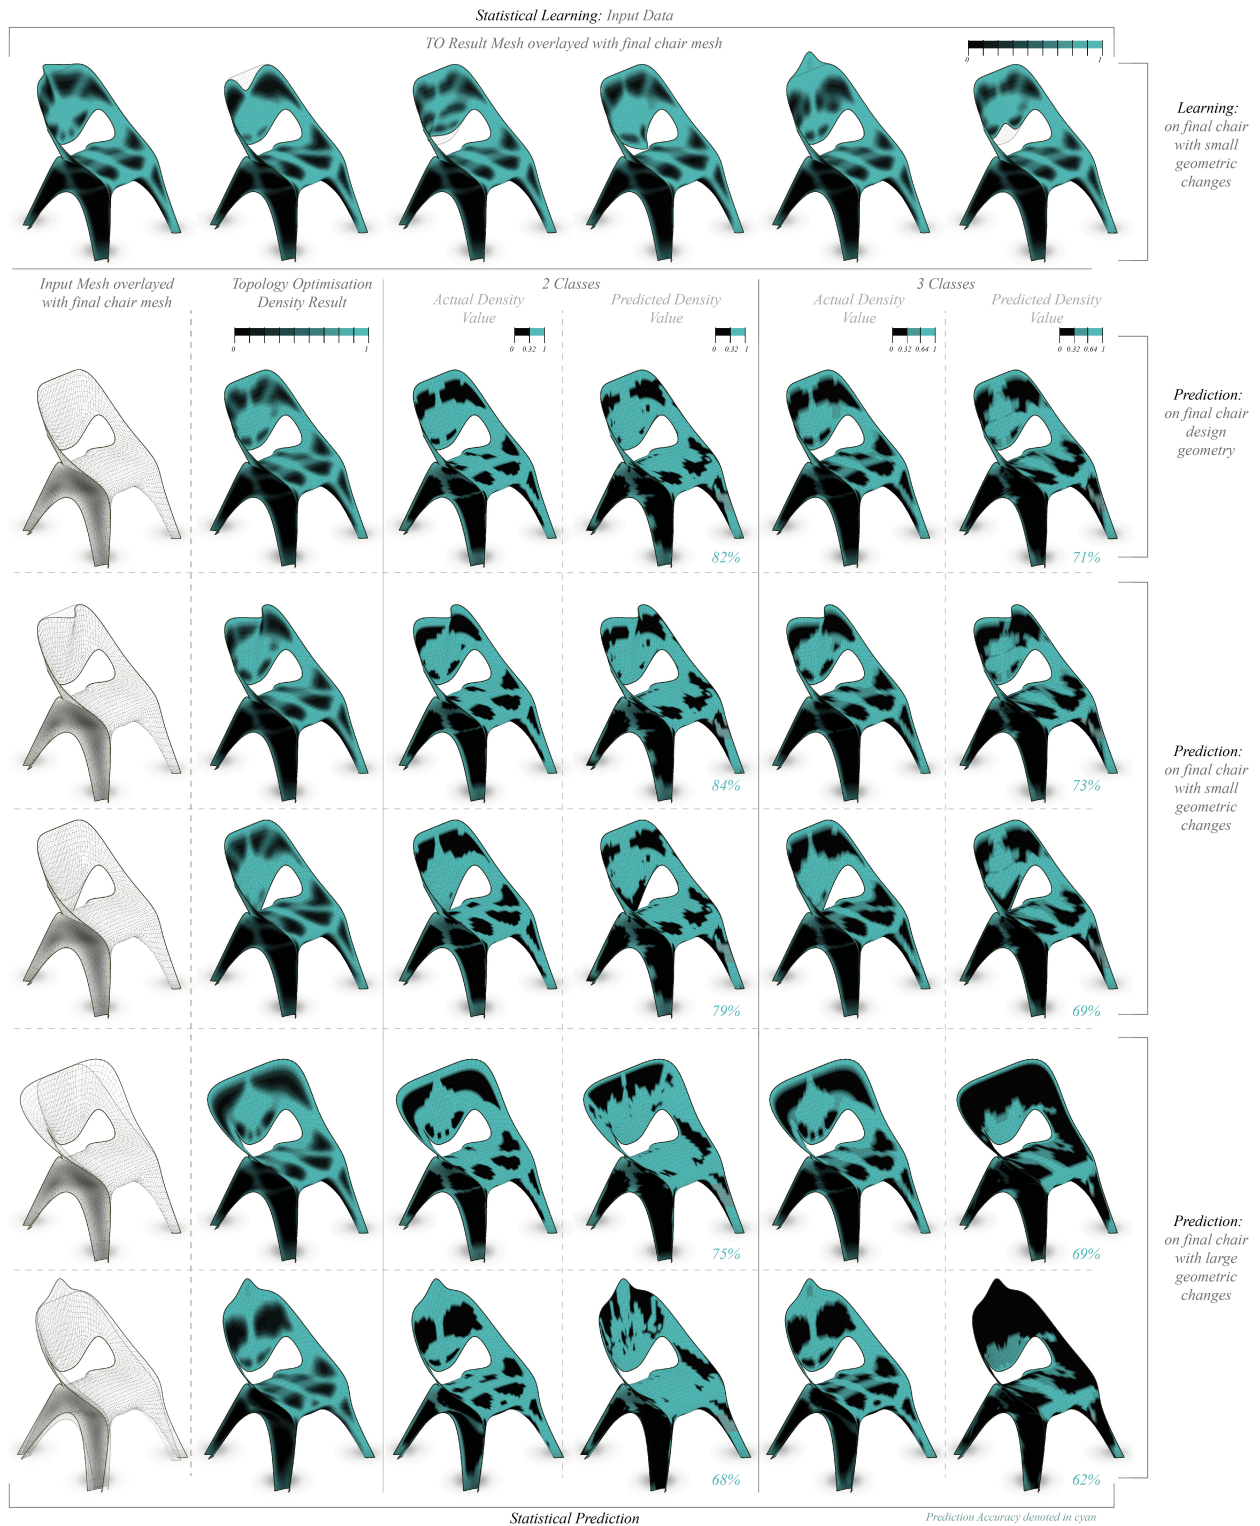 Statistical Learning: Input Data
TO Result Mesh overlayed with final chair mesh
0 1
Learning:
on final chair
with small
geometric
changes
Input Mesh overlayed
with final chair mesh
Topology Optimisation
Density Result
0 1
2 Classes
Actual Density
Value
0 0.32 1
Predicted Density
Value
0 0.32 1
3 Classes
Actual Density
Value
0 0.32 0.64 1
Predicted Density
Value
0 0.32 0.64 1
Prediction:
on final chair
design
geometry
82%
71%
Prediction:
on final chair
with small
geometric
changes
84%
73%
79%
69%
Prediction:
on final chair
with large
geometric
changes
75%
69%
68%
62%
Statistical Prediction
Prediction Accuracy denoted in cyan